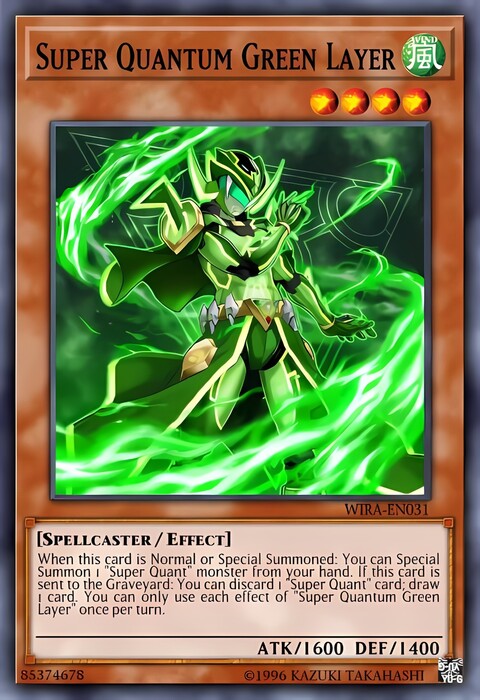 Super Quantum Green Layer
WIND
風
WIRA-EN031
[Spellcaster / Effect]
When this card is Normal or Special Summoned: You can Special
Summon 1 "Super Quant" monster from your hand. If this card is
sent to the Graveyard: You can discard 1 "Super Quant" card; draw
1 card. You can only use each effect of "Super Quantum Green
Layer" once per turn.
ATK/1600 DEF/1400
85374678
©1996 KAZUKI TAKAHASHI